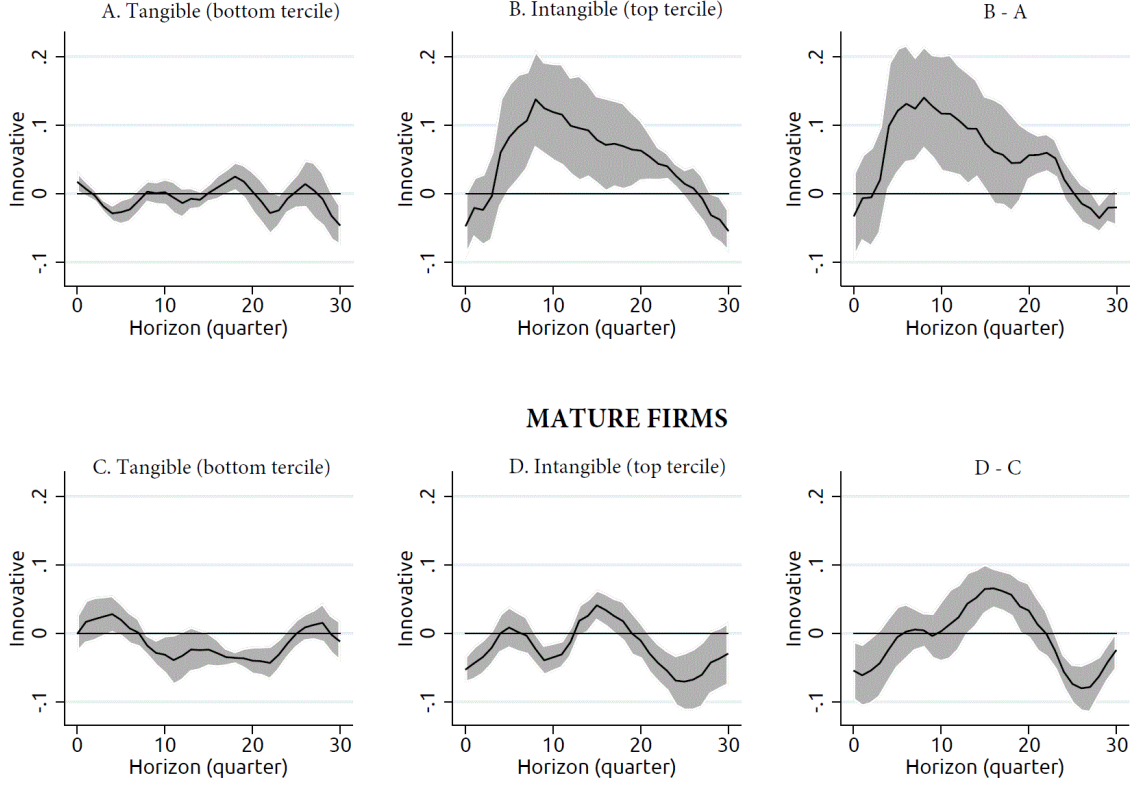 A. Tangible (bottom tercile)
B. Intangible (top tercile)
B - A
Innovative
.2
.1
0
-.1
0 10 20 30
Horizon (quarter)
Innovative
.2
.1
0
-.1
0 10 20 30
Horizon (quarter)
Innovative
.2
.1
0
-.1
0 10 20 30
Horizon (quarter)
MATURE FIRMS
C. Tangible (bottom tercile)
D. Intangible (top tercile)
D - C
Innovative
.2
.1
0
-.1
0 10 20 30
Horizon (quarter)
Innovative
.2
.1
0
-.1
0 10 20 30
Horizon (quarter)
Innovative
.2
.1
0
-.1
0 10 20 30
Horizon (quarter)